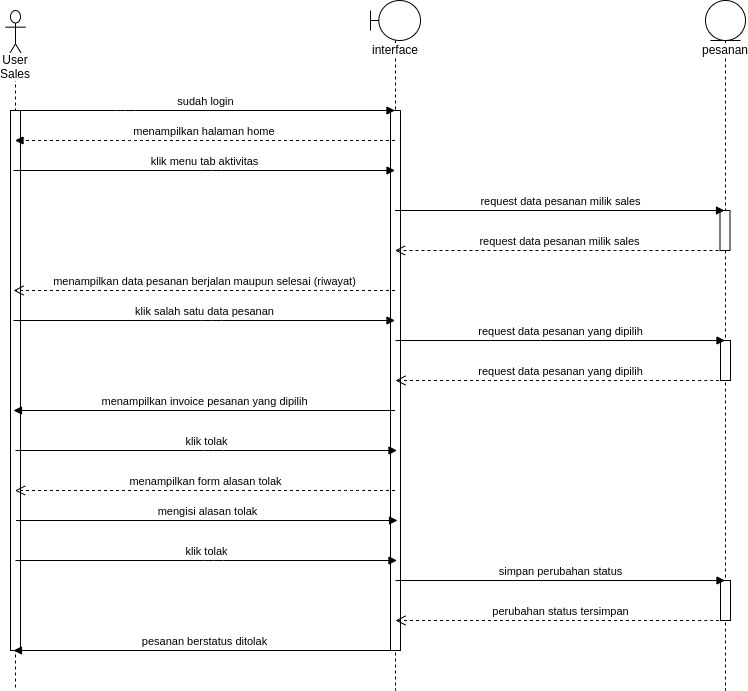 User
Sales
interface
pesanan
sudah login
menampilkan halaman home
klik menu tab aktivitas
request data pesanan milik sales
request data pesanan milik sales
menampilkan data pesanan berjalan maupun selesai (riwayat)
klik salah satu data pesanan
request data pesanan yang dipilih
request data pesanan yang dipilih
menampilkan invoice pesanan yang dipilih
klik tolak
menampilkan form alasan tolak
mengisi alasan tolak
klik tolak
simpan perubahan status
perubahan status tersimpan
pesanan berstatus ditolak